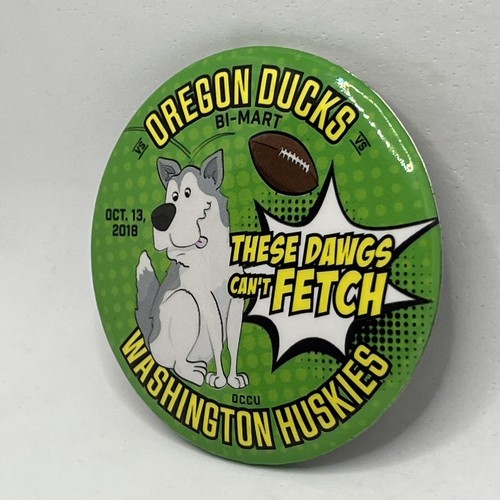 OREGON DUCKS
BI-MART
VS
VS
OCT. 13,
2018
THESE DAWGS
CAN'T FETCH
OCCU
WASHINGTON HUSKIES